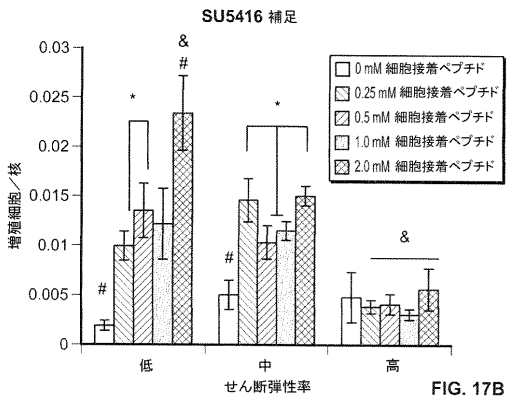 SU5416 補足
増殖細胞／核
0.03
0.025
0.02
0.015
0.01
0.005
0
#
*
&
#
#
*
&
0 mM 細胞接着ペプチド
0.25 mM 細胞接着ペプチド
0.5 mM 細胞接着ペプチド
1.0 mM 細胞接着ペプチド
2.0 mM 細胞接着ペプチド
低
中
高
せん断弾性率
FIG. 17B